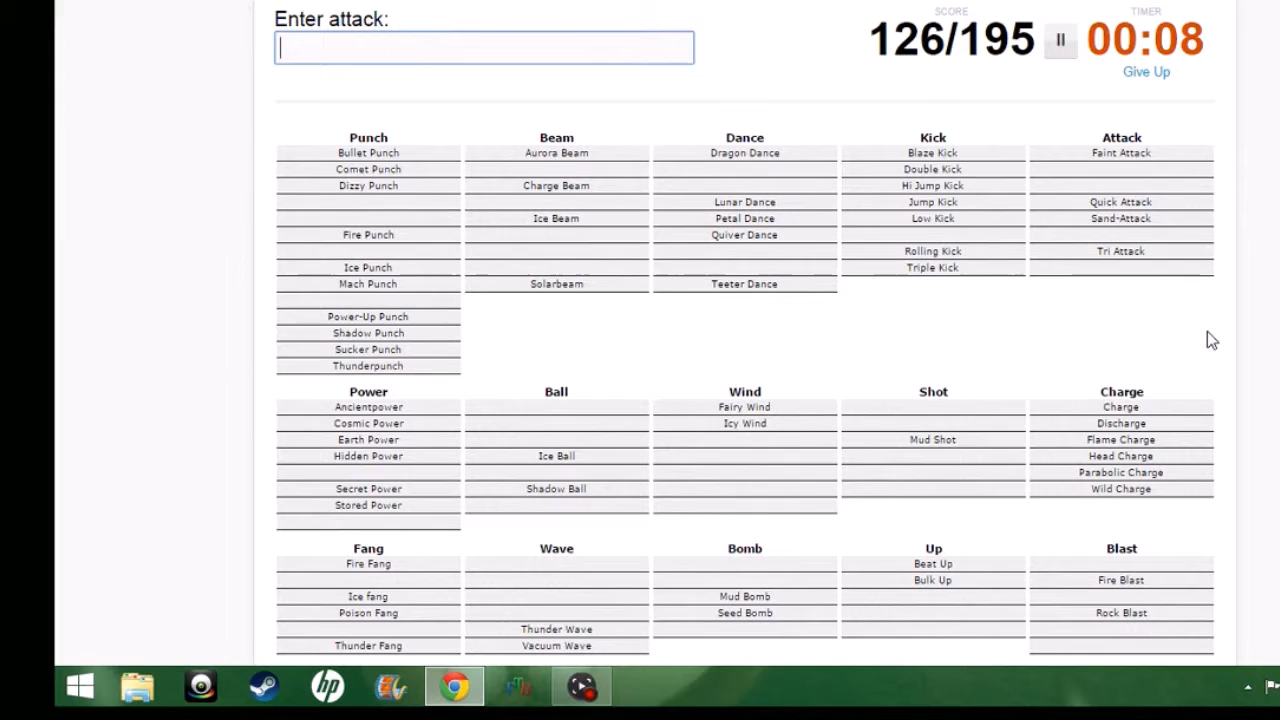 Enter attack:
SCORE
126/195
TIMER
00:08
Give Up
Punch
Bullet Punch
Comet Punch
Dizzy Punch
Fire Punch
Ice Punch
Mach Punch
Power-Up Punch
Shadow Punch
Sucker Punch
Thunderpunch
Beam
Aurora Beam
Charge Beam
Ice Beam
Solarbeam
Dance
Dragon Dance
Lunar Dance
Petal Dance
Quiver Dance
Teeter Dance
Kick
Blaze Kick
Double Kick
Hi Jump Kick
Jump Kick
Low Kick
Rolling Kick
Triple Kick
Attack
Faint Attack
Quick Attack
Sand-Attack
Tri Attack
Power
Ancientpower
Cosmic Power
Earth Power
Hidden Power
Secret Power
Stored Power
Ball
Ice Ball
Shadow Ball
Wind
Fairy Wind
Icy Wind
Shot
Mud Shot
Charge
Charge
Discharge
Flame Charge
Head Charge
Parabolic Charge
Wild Charge
Fang
Fire Fang
Ice fang
Poison Fang
Thunder Fang
Wave
Thunder Wave
Vacuum Wave
Bomb
Mud Bomb
Seed Bomb
Up
Beat Up
Bulk Up
Blast
Fire Blast
Rock Blast
hp